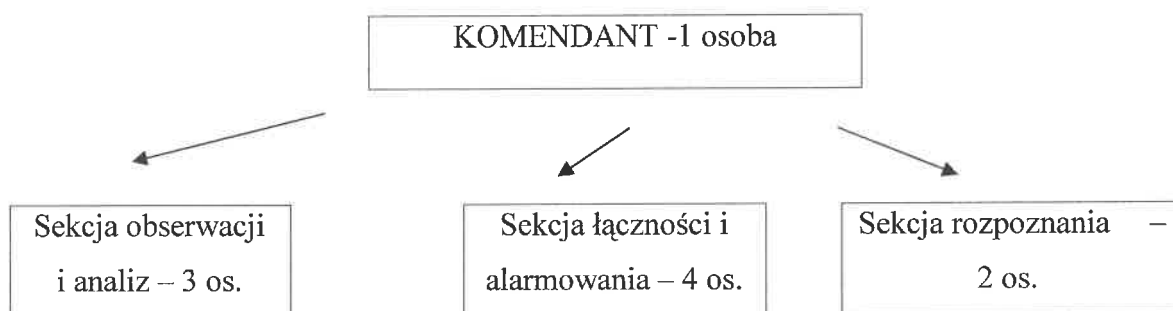 KOMENDANT -1 osoba
Sekcja obserwacji
i analiz – 3 os.
Sekcja łączności i
alarmowania – 4 os.
Sekcja rozpoznania –
2 os.